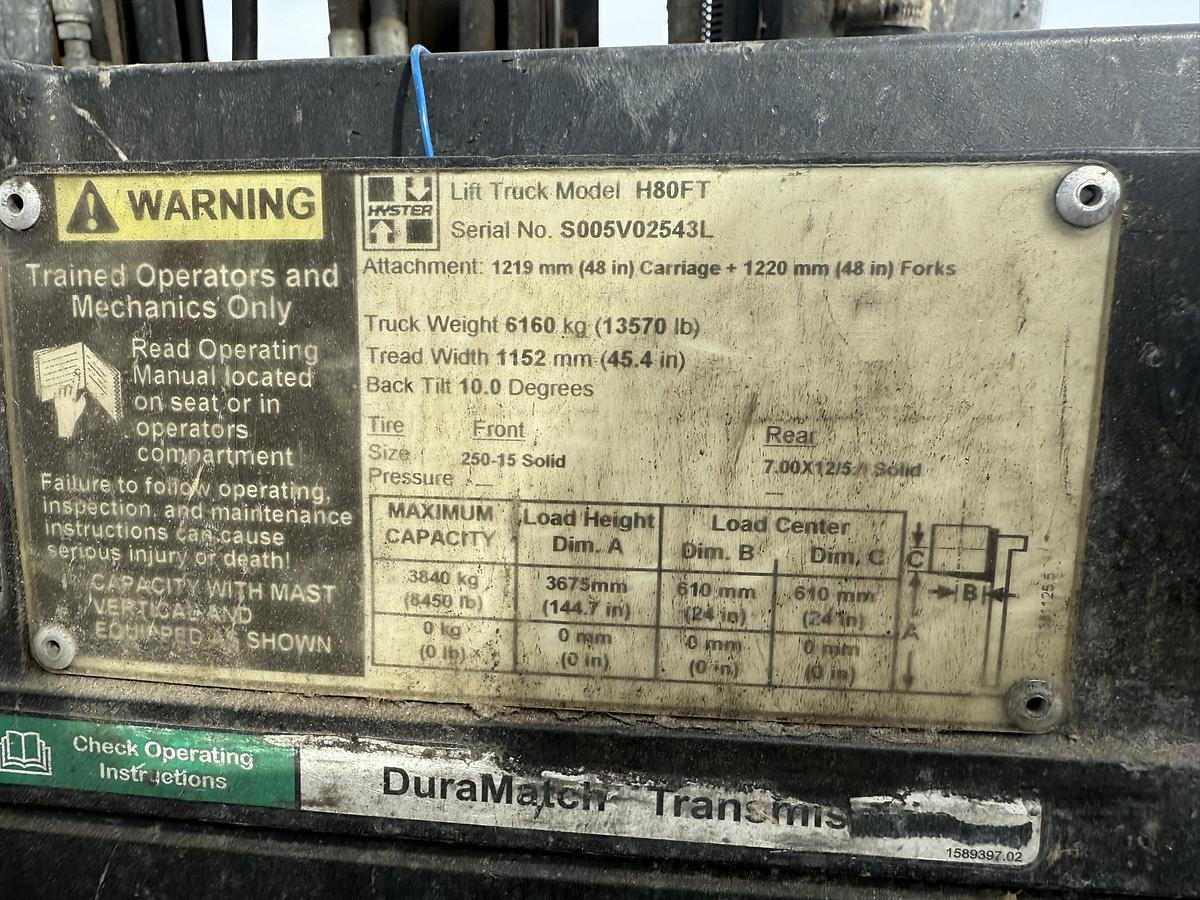 WARNING
Trained Operators and
Mechanics Only
Read Operating
Manual located
on seat or in
operators
compartment
Failure to follow operating,
inspection and maintenance
instructions can cause
serious injury or death!
CAPACITY WITH MAST
VERTICAL AND
EQUIPPED AS SHOWN
HYSTER
Lift Truck Model H80FT
Serial No. S005V02543L
Attachment: 1219 mm (48 in) Carriage + 1220 mm (48 in) Forks
Truck Weight 6160 kg (13570 lb)
Tread Width 1152 mm (45.4 in)
Back Tilt 10.0 Degrees
Tire Front Rear
Size 250-15 Solid 7.00X12/5. Solid
Pressure — —
MAXIMUM CAPACITY Load Height Dim. A Load Center Dim. B Dim. C
3840 kg (8450 lb) 3675mm (144.7 in) 610 mm (24 in) 610 mm (24 in)
0 kg (0 lb) 0 mm (0 in) 0 mm (0 in) 0 mm (0 in)
C
B
A
Check Operating
Instructions
DuraMatch Transmis
1589397.02